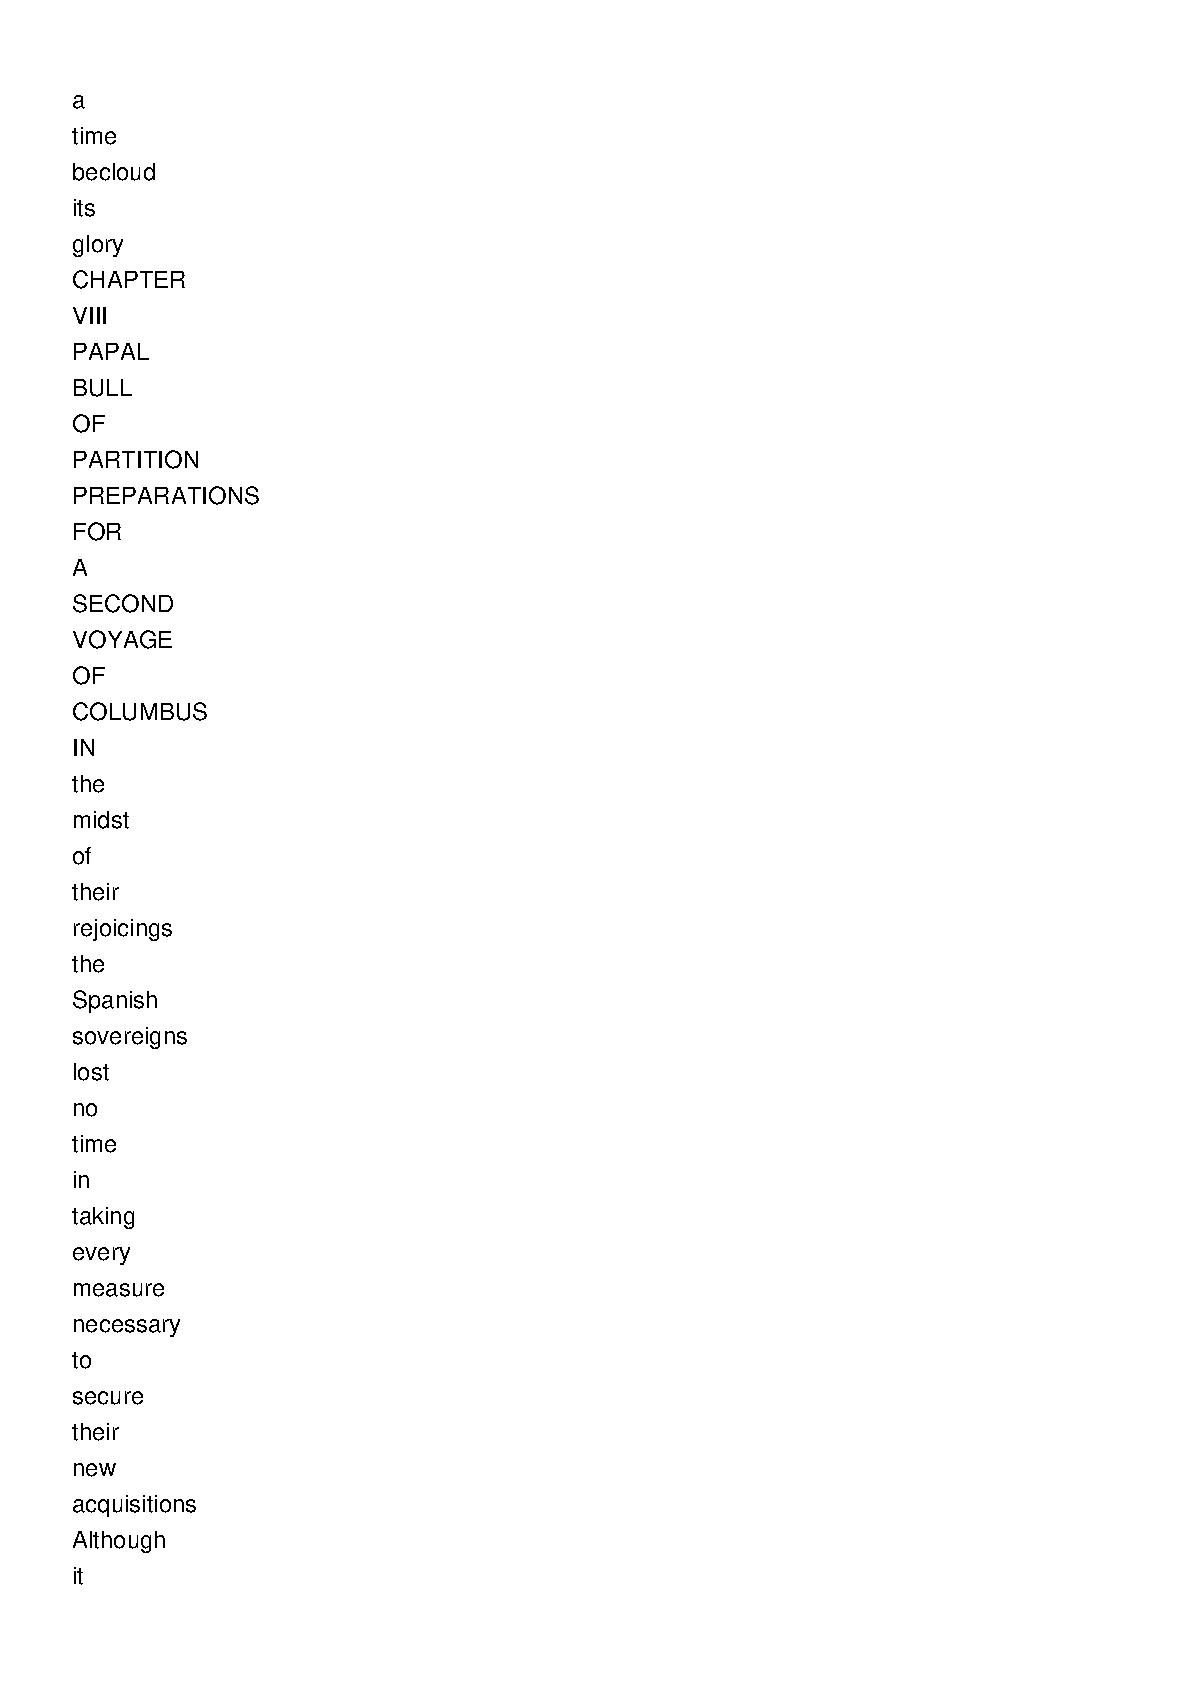 a
time
becloud
its
glory
CHAPTER
VIII
PAPAL
BULL
OF
PARTITION
PREPARATIONS
FOR
A
SECOND
VOYAGE
OF
COLUMBUS
IN
the
midst
of
their
rejoicings
the
Spanish
sovereigns
lost
no
time
in
taking
every
measure
necessary
to
secure
their
new
acquisitions
Although
it